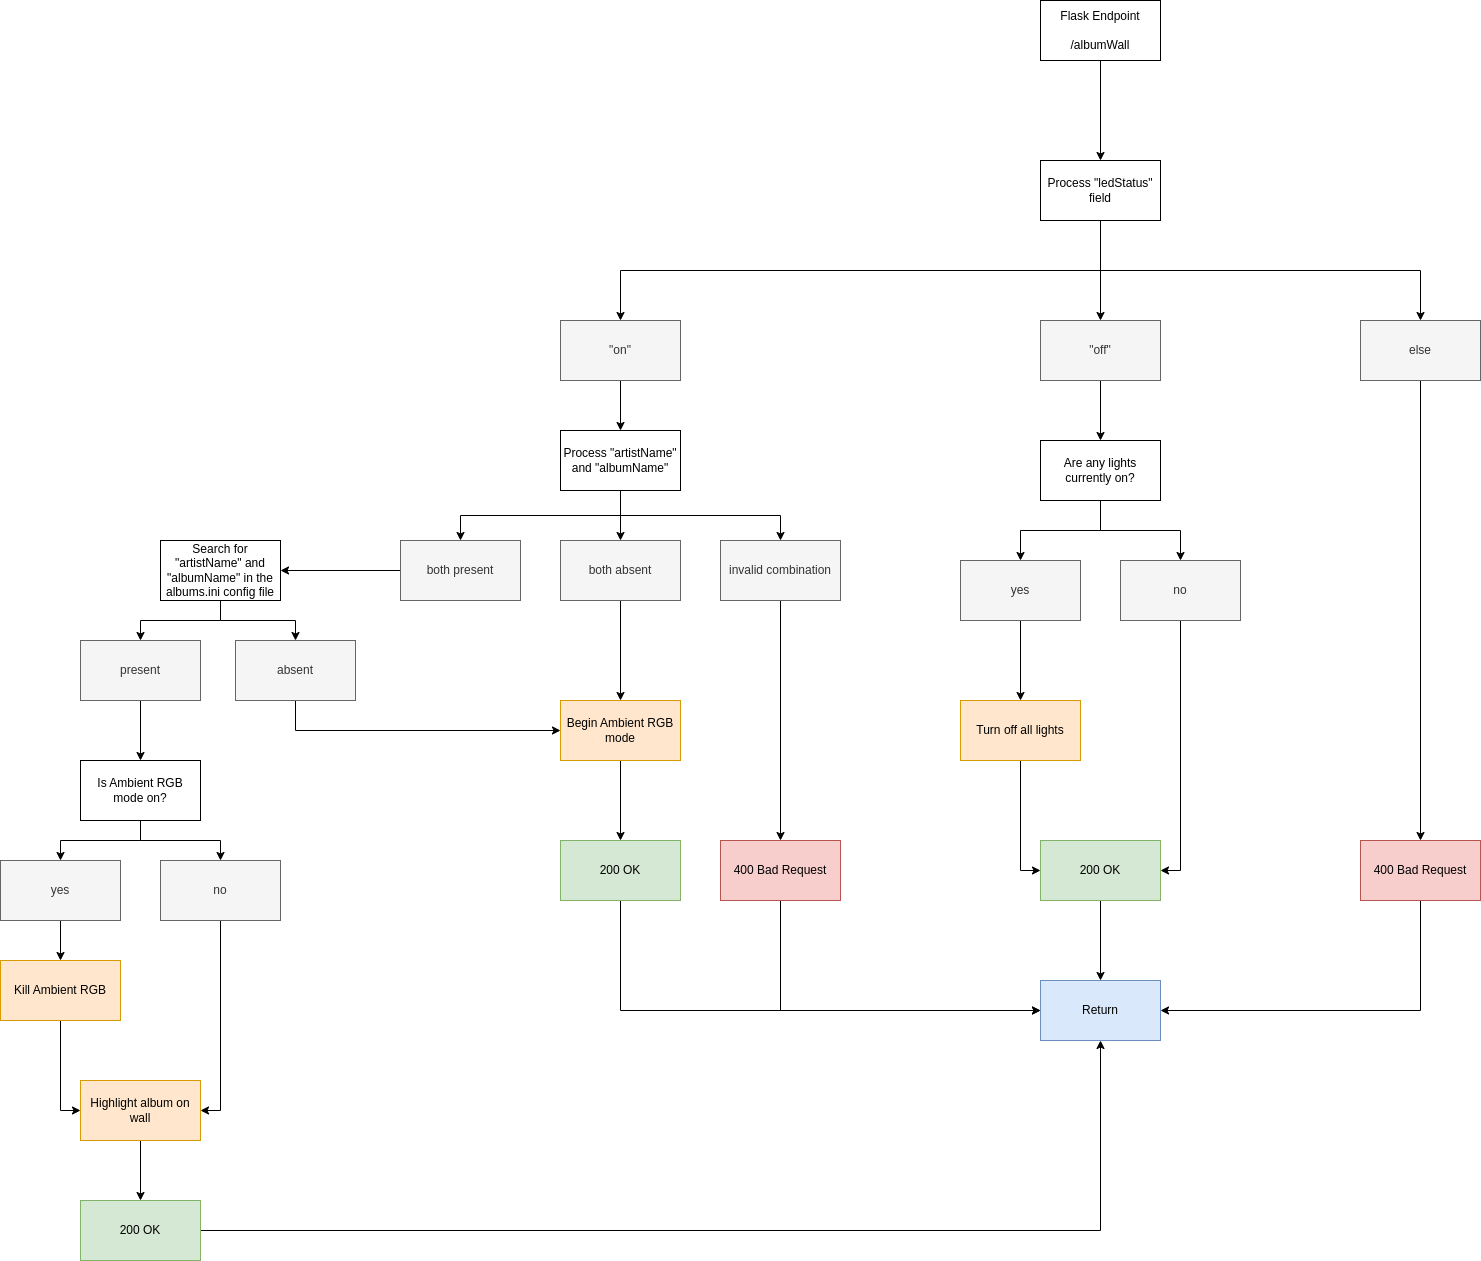 Flask Endpoint
/albumWall
Process "ledStatus"
field
"on"
"off"
else
Process "artistName"
and "albumName"
Are any lights
currently on?
Search for
"artistName" and
"albumName" in the
albums.ini config file
both present
both absent
invalid combination
yes
no
present
absent
Begin Ambient RGB
mode
Turn off all lights
Is Ambient RGB
mode on?
200 OK
400 Bad Request
200 OK
400 Bad Request
yes
no
Kill Ambient RGB
Return
Highlight album on
wall
200 OK